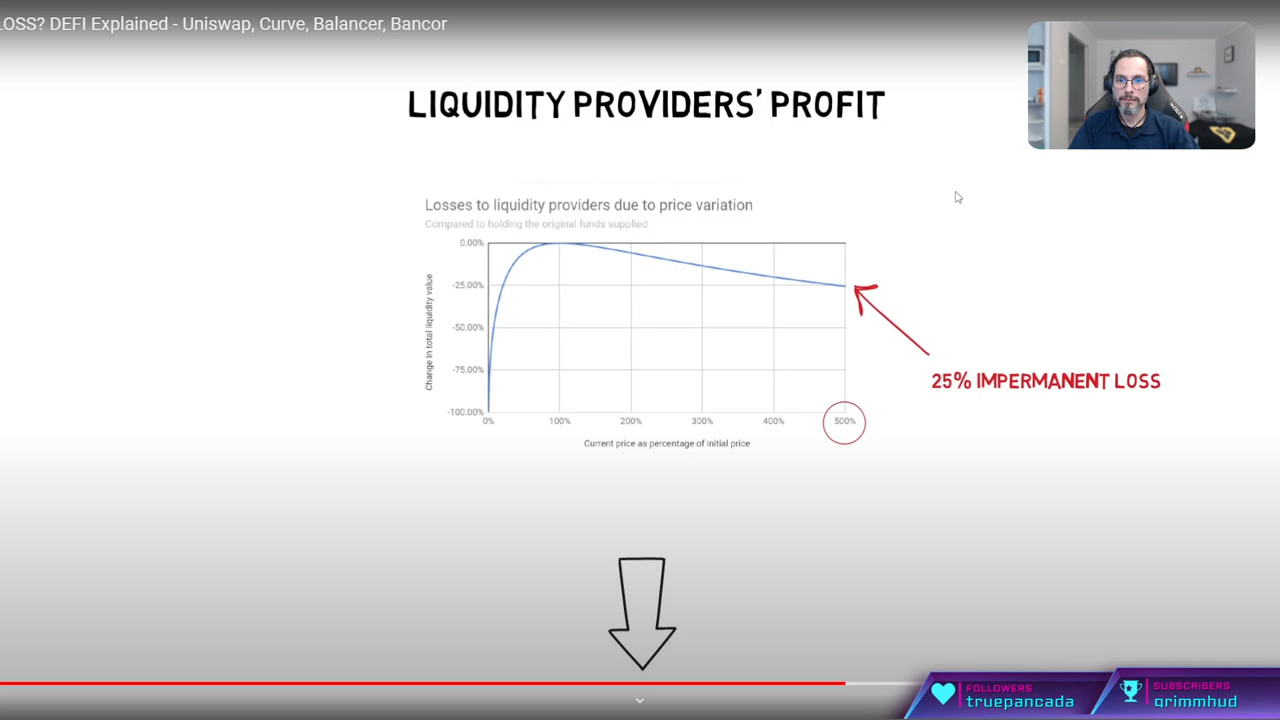 LOSS? DEFI Explained - Uniswap, Curve, Balancer, Bancor
LIQUIDITY PROVIDERS' PROFIT
Losses to liquidity providers due to price variation
Compared to holding the original funds supplied
Change in total liquidity value
0.00%
-25.00%
-50.00%
-75.00%
-100.00%
0% 100% 200% 300% 400% 500%
Current price as percentage of initial price
25% IMPERMANENT LOSS
FOLLOWERS
truepancada
SUBSCRIBERS
grimmhud